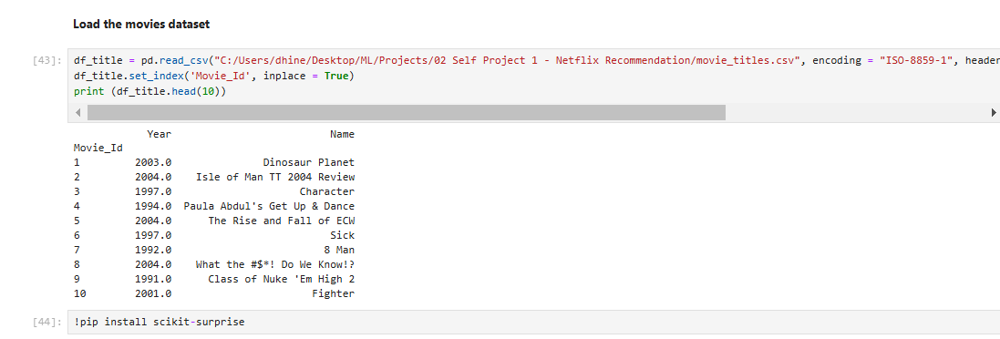 Load the movies dataset
[43]: df_title = pd.read_csv("C:/Users/dhine/Desktop/ML/Projects/02 Self Project 1 - Netflix Recommendation/movie_titles.csv", encoding = "ISO-8859-1", header
df_title.set_index('Movie_Id', inplace = True)
print (df_title.head(10))
Year Name
Movie_Id
1 2003.0 Dinosaur Planet
2 2004.0 Isle of Man TT 2004 Review
3 1997.0 Character
4 1994.0 Paula Abdul's Get Up & Dance
5 2004.0 The Rise and Fall of ECW
6 1997.0 Sick
7 1992.0 8 Man
8 2004.0 What the #$*! Do We Know!?
9 1991.0 Class of Nuke 'Em High 2
10 2001.0 Fighter
[44]: !pip install scikit-surprise